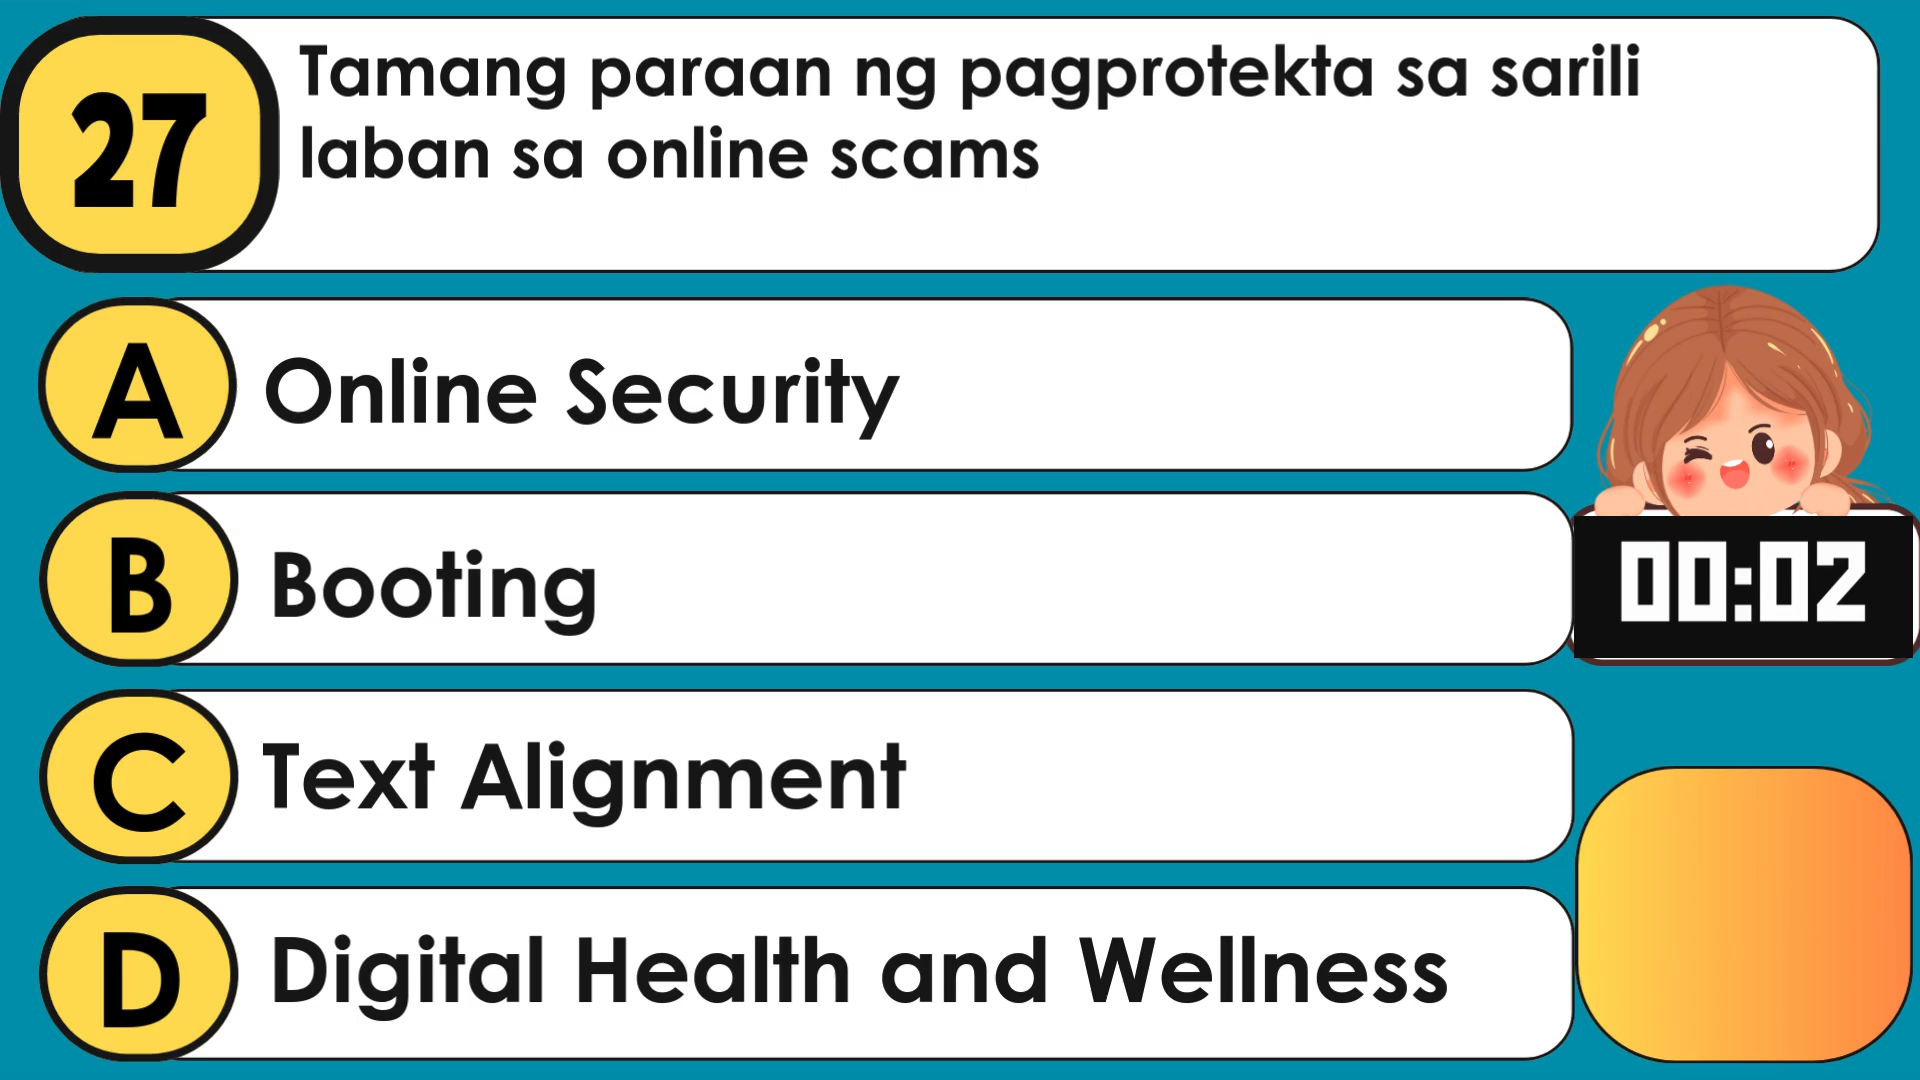 27
Tamang paraan ng pagprotekta sa sarili
laban sa online scams
A
Online Security
B
Booting
00:02
C
Text Alignment
D
Digital Health and Wellness